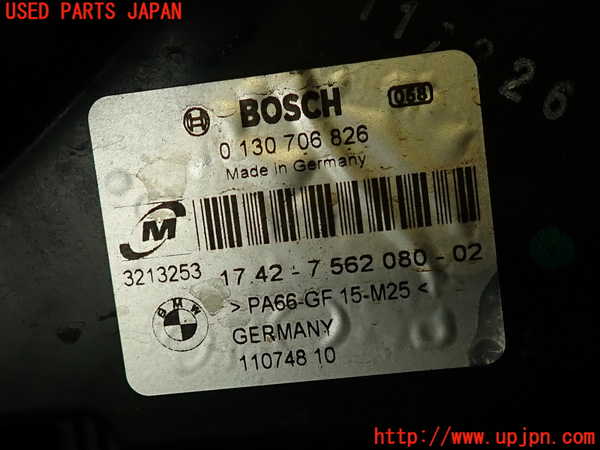 USED PARTS JAPAN
BOSCH
068
0 130 706 826
Made in Germany
M
3213253
17.42 - 7 562 080 - 02
BMW
> PA66-GF 15-M25 <
GERMANY
110748 10
http://www.upjpn.com/